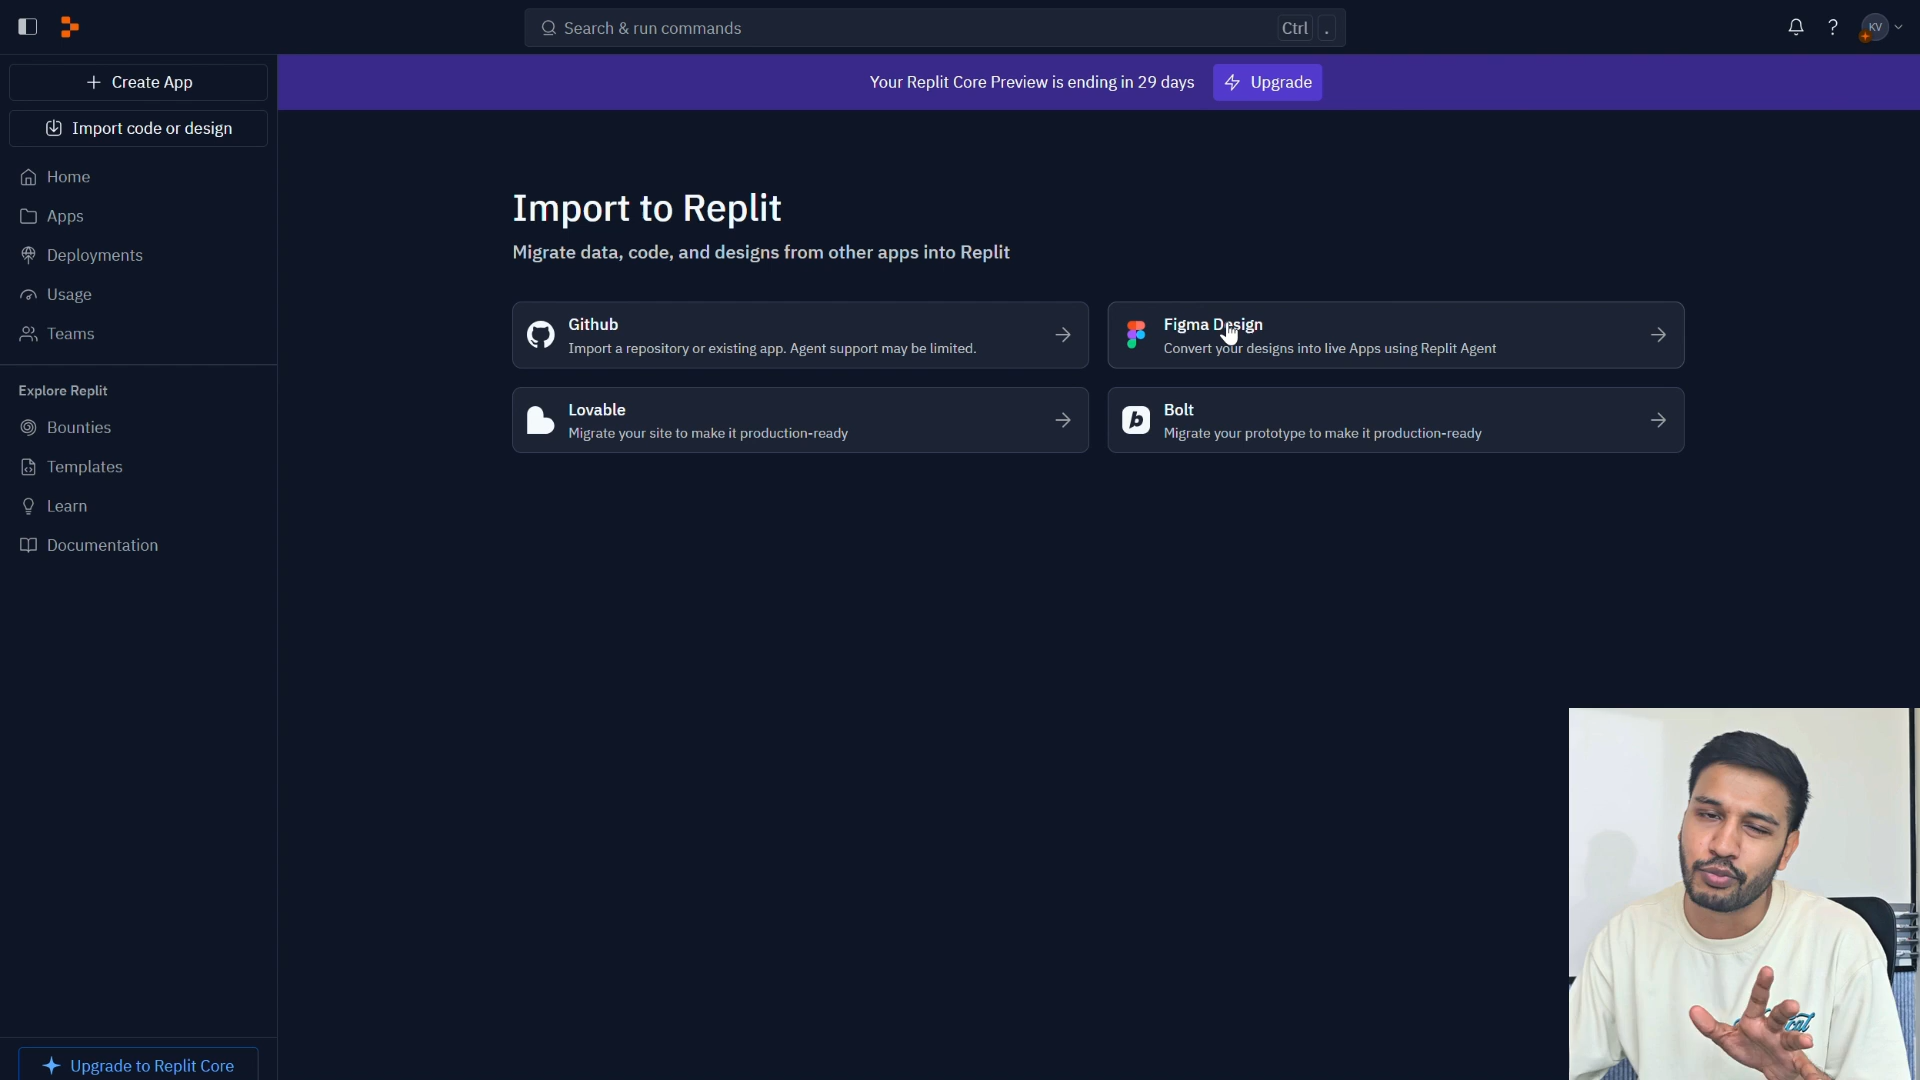 Search & run commands
Ctrl .
KV
Create App
Import code or design
Home
Apps
Deployments
Usage
Teams
Explore Replit
Bounties
Templates
Learn
Documentation
Upgrade to Replit Core
Your Replit Core Preview is ending in 29 days
Upgrade
Import to Replit
Migrate data, code, and designs from other apps into Replit
Github
Import a repository or existing app. Agent support may be limited.
Figma Design
Convert your designs into live Apps using Replit Agent
Lovable
Migrate your site to make it production-ready
b
Bolt
Migrate your prototype to make it production-ready